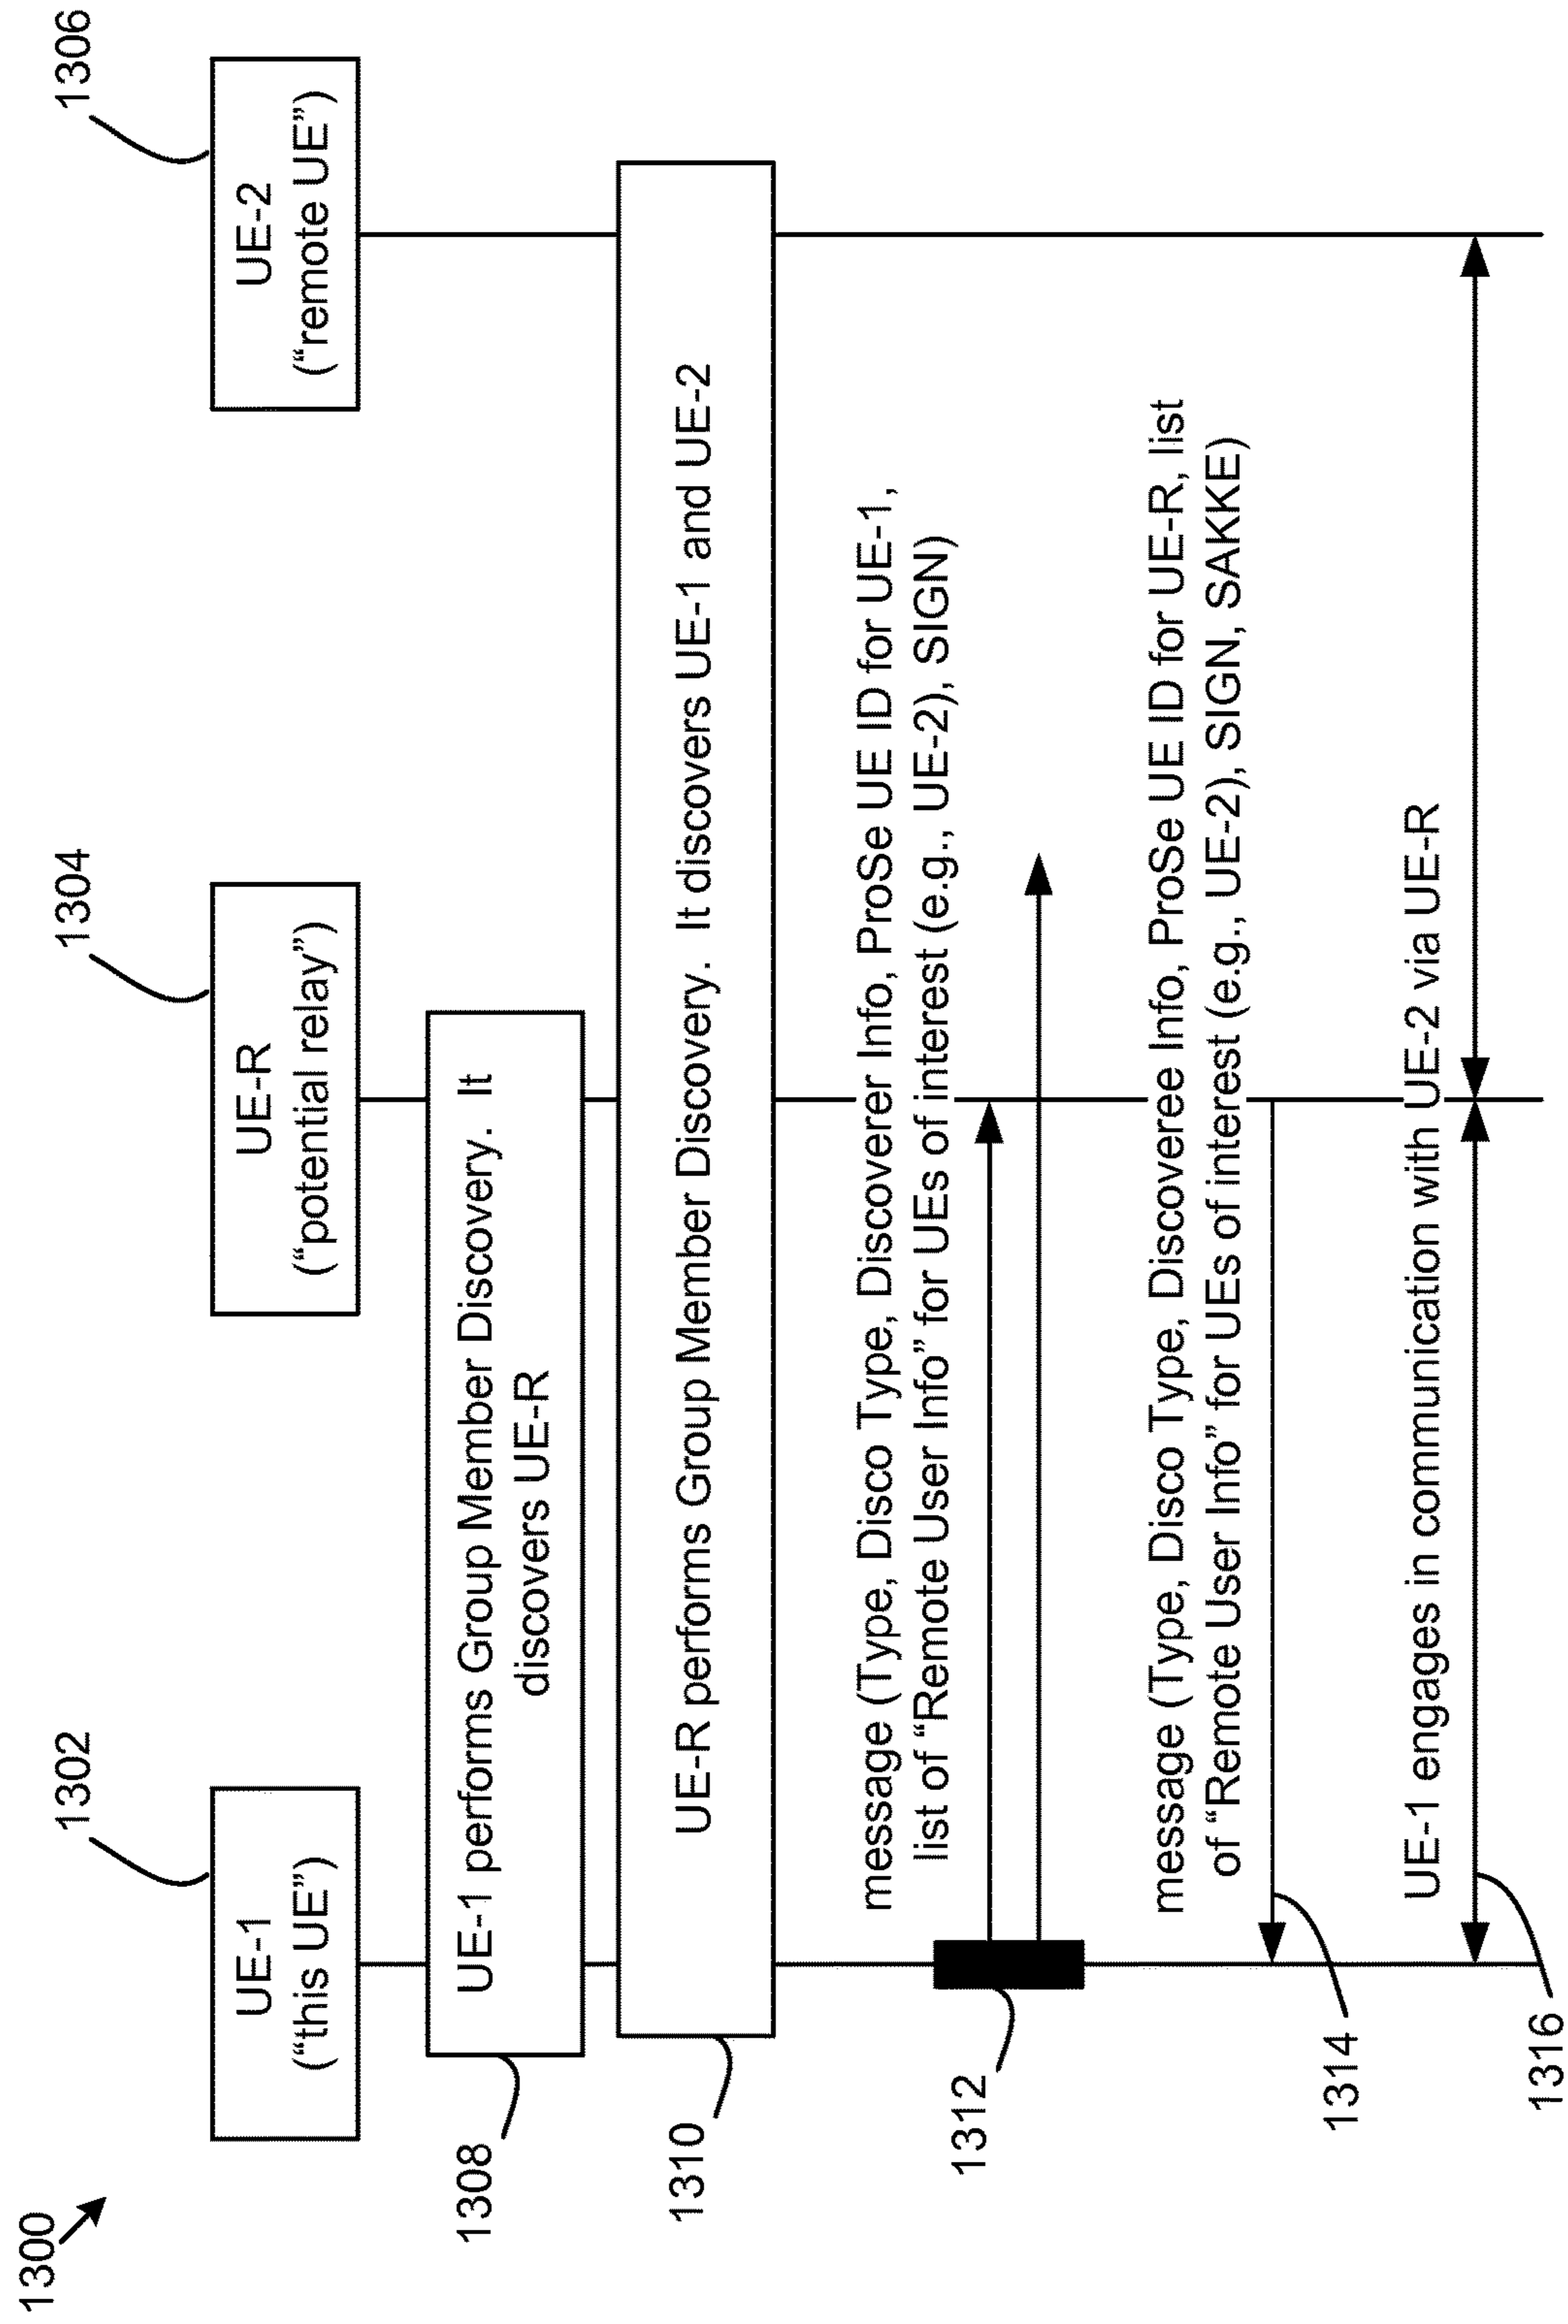 1300
1302
1304
1306
UE-1
("this UE")
UE-R
("potential relay")
UE-2
("remote UE")
1308
UE-1 performs Group Member Discovery. It
discovers UE-R
1310
UE-R performs Group Member Discovery. It discovers UE-1 and UE-2
message (Type, Disco Type, Discoverer Info, ProSe UE ID for UE-1,
list of “Remote User Info” for UEs of interest (e.g., UE-2), SIGN)
1312
message (Type, Disco Type, Discoveree Info, ProSe UE ID for UE-R, list
of “Remote User Info” for UEs of interest (e.g., UE-2), SIGN, SAKKE)
1314
UE-1 engages in communication with UE-2 via UE-R
1316